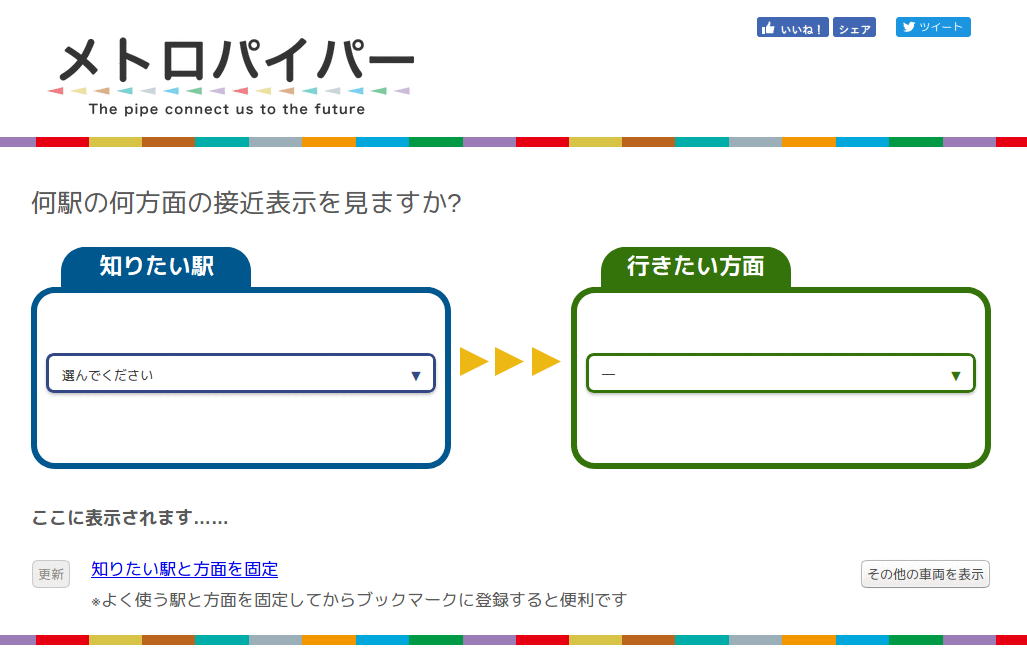 いいね！ シェア ツイート
メトロパイパー
The pipe connect us to the future
何駅の何方面の接近表示を見ますか?
知りたい駅
行きたい方面
選んでください ▼
― ▼
ここに表示されます……
更新 知りたい駅と方面を固定 その他の車両を表示
※よく使う駅と方面を固定してからブックマークに登録すると便利です